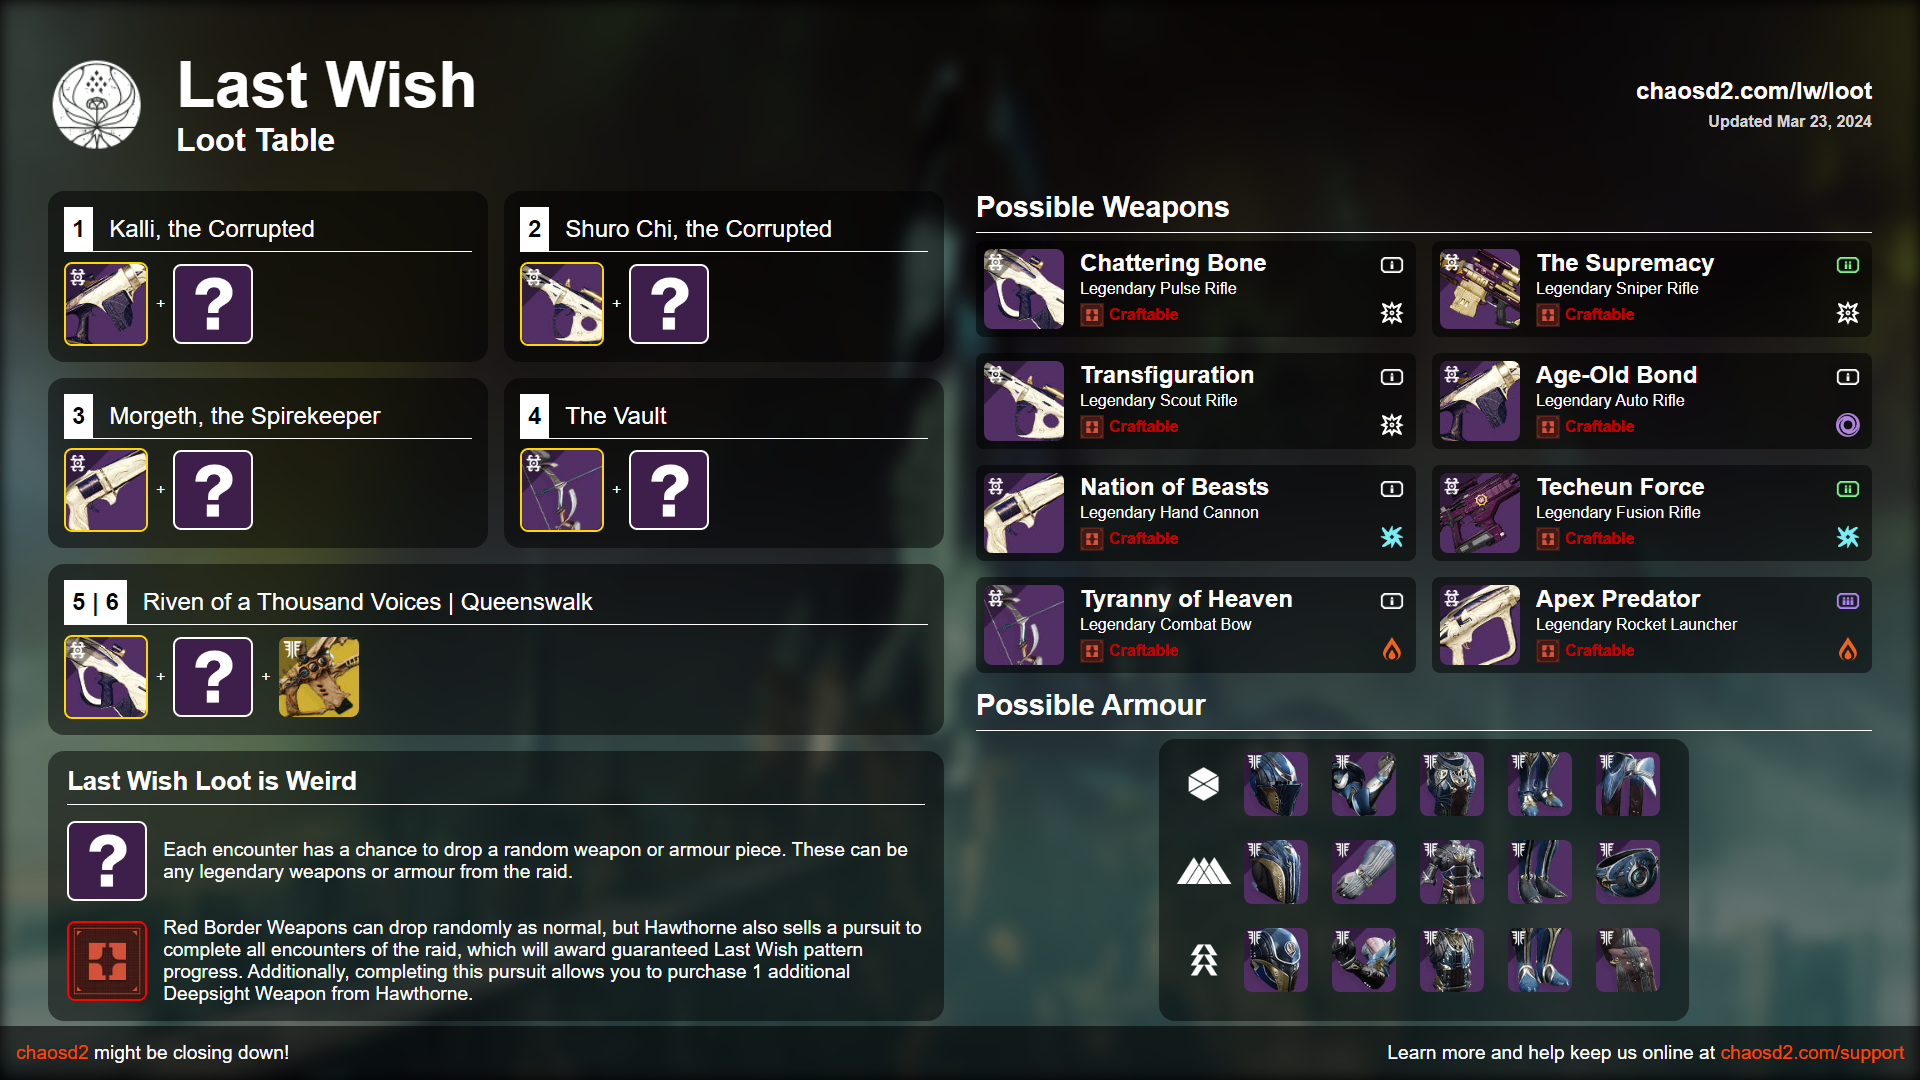 Last Wish
Loot Table
chaosd2.com/lw/loot
Updated Mar 23, 2024
1 Kalli, the Corrupted
+ ?
2 Shuro Chi, the Corrupted
+ ?
3 Morgeth, the Spirekeeper
+ ?
4 The Vault
+ ?
5 | 6 Riven of a Thousand Voices | Queenswalk
+ ? +
Last Wish Loot is Weird
?
Each encounter has a chance to drop a random weapon or armour piece. These can be
any legendary weapons or armour from the raid.
Red Border Weapons can drop randomly as normal, but Hawthorne also sells a pursuit to
complete all encounters of the raid, which will award guaranteed Last Wish pattern
progress. Additionally, completing this pursuit allows you to purchase 1 additional
Deepsight Weapon from Hawthorne.
Possible Weapons
Chattering Bone
Legendary Pulse Rifle
Craftable
The Supremacy
Legendary Sniper Rifle
Craftable
Transfiguration
Legendary Scout Rifle
Craftable
Age-Old Bond
Legendary Auto Rifle
Craftable
Nation of Beasts
Legendary Hand Cannon
Craftable
Techeun Force
Legendary Fusion Rifle
Craftable
Tyranny of Heaven
Legendary Combat Bow
Craftable
Apex Predator
Legendary Rocket Launcher
Craftable
Possible Armour
chaosd2 might be closing down!
Learn more and help keep us online at chaosd2.com/support